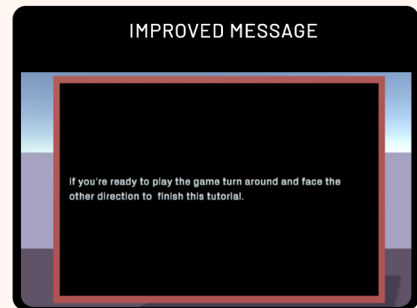 IMPROVED MESSAGE
if you're ready to play the game turn around and face the
other direction to finish this tutorial.